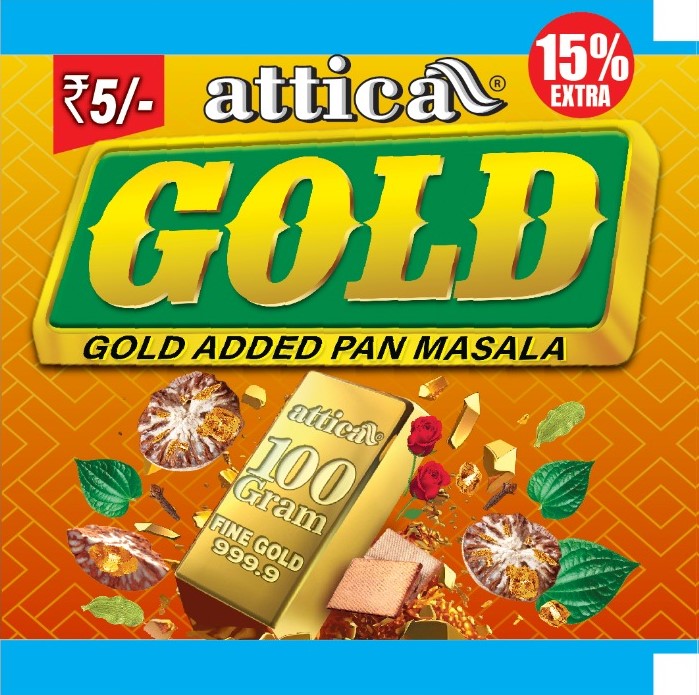 ₹5/-
attica®
15%
EXTRA
GOLD
GOLD ADDED PAN MASALA
attica
100
Gram
FINE GOLD
999.9